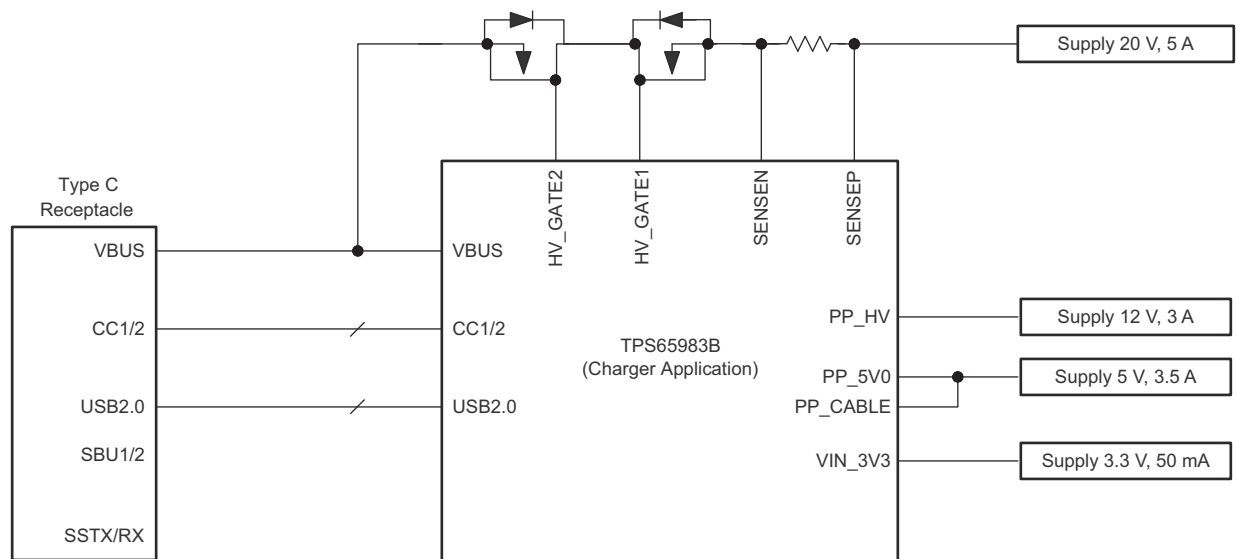 Supply 20 V, 5 A
HV_GATE2
HV_GATE1
SENSEN
SENSEP
Type C
Receptacle
VBUS
VBUS
CC1/2
CC1/2
USB2.0
USB2.0
SBU1/2
SSTX/RX
TPS65983B
(Charger Application)
PP_HV
Supply 12 V, 3 A
PP_5V0
Supply 5 V, 3.5 A
PP_CABLE
VIN_3V3
Supply 3.3 V, 50 mA